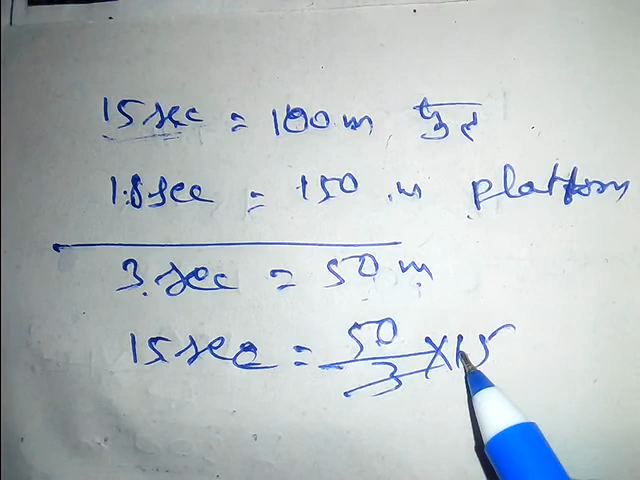 15 sec = 100 m पुल
18 sec = 150 m platform
3 sec = 50 m
15 sec = 50/3 × 15